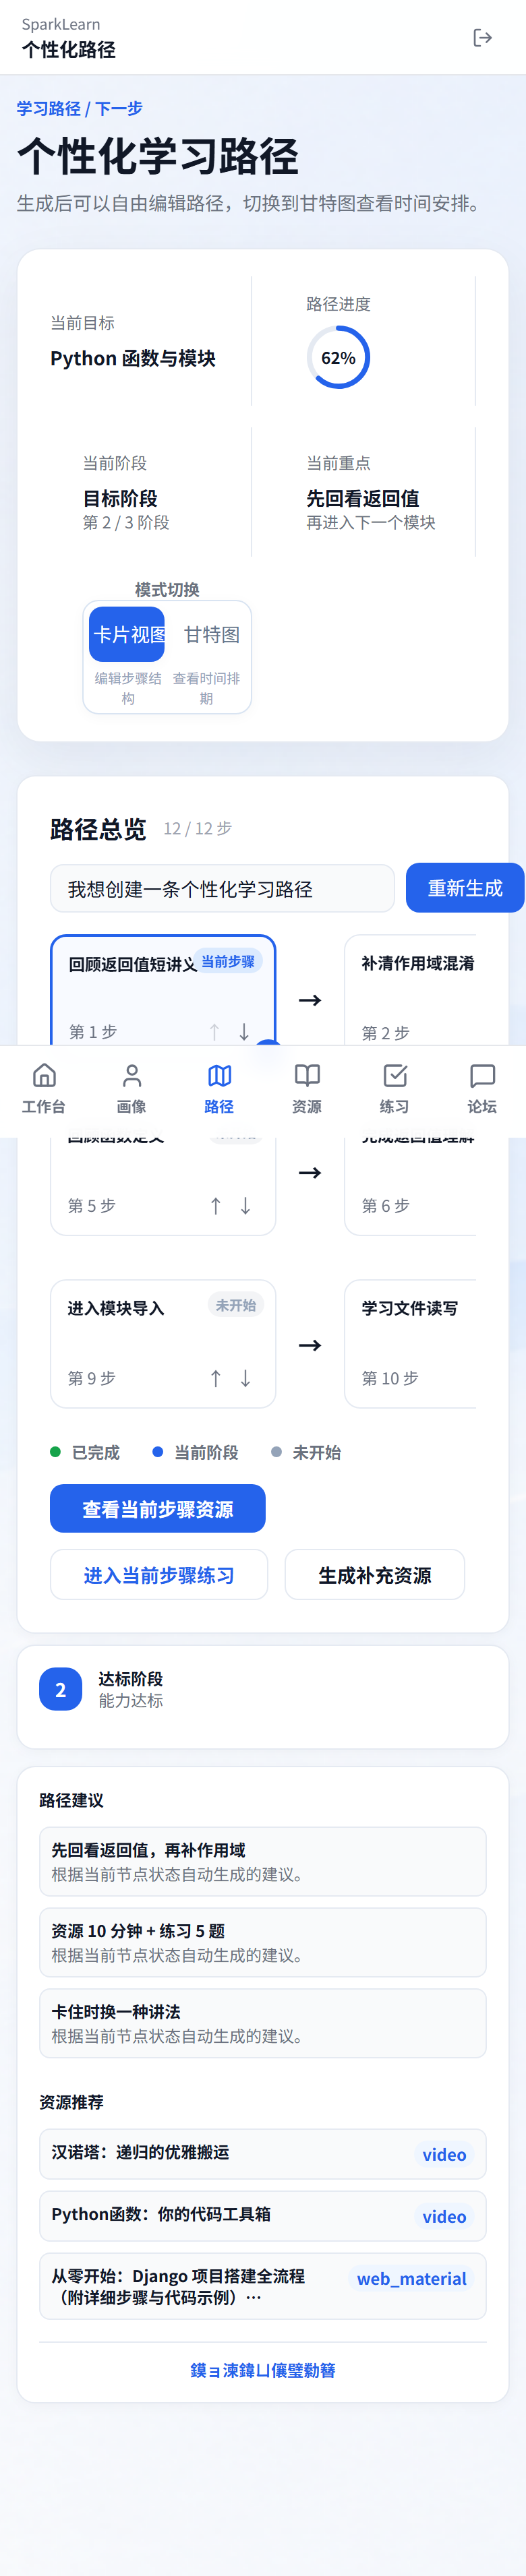 SparkLearn
个性化路径
学习路径 / 下一步
个性化学习路径
生成后可以自由编辑路径，切换到甘特图查看时间安排。
当前目标
Python 函数与模块
路径进度
62%
当前阶段
目标阶段
第 2 / 3 阶段
当前重点
先回看返回值
再进入下一个模块
模式切换
卡片视图
甘特图
编辑步骤结
构
查看时间排
期
路径总览
12 / 12 步
我想创建一条个性化学习路径
重新生成
回顾返回值短讲义
当前步骤
第 1 步
↑ ↓
→
补清作用域混淆
第 2 步
工作台
画像
路径
资源
练习
论坛
回顾函数定义
第 5 步
↑ ↓
→
完成返回值理解
第 6 步
进入模块导入
未开始
第 9 步
↑ ↓
→
学习文件读写
第 10 步
已完成
当前阶段
未开始
查看当前步骤资源
进入当前步骤练习
生成补充资源
2
达标阶段
能力达标
路径建议
先回看返回值，再补作用域
根据当前节点状态自动生成的建议。
资源 10 分钟 + 练习 5 题
根据当前节点状态自动生成的建议。
卡住时换一种讲法
根据当前节点状态自动生成的建议。
资源推荐
汉诺塔：递归的优雅搬运
video
Python函数：你的代码工具箱
video
从零开始：Django 项目搭建全流程
（附详细步骤与代码示例）…
web_material